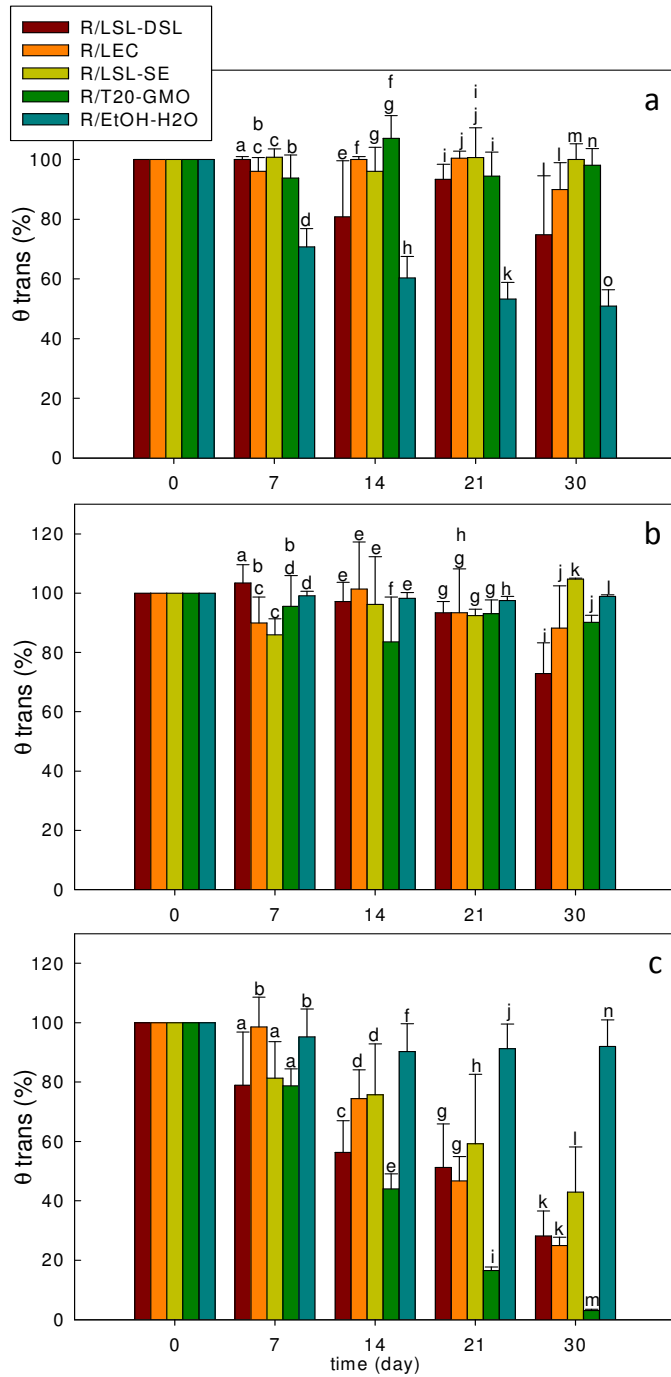 R/LSL-DSL
R/LEC
R/LSL-SE
R/T20-GMO
R/EtOH-H2O
a
θ trans (%)
100
80
60
40
20
0
a
b
c
c
b
d
e
f
g
f
g
h
i
j
i
j
i
k
l
l
m
n
o
0 7 14 21 30
b
θ trans (%)
120
100
80
60
40
20
0
a
b
c
c
b
d
d
e
e
e
f
e
g
h
g
g
g
h
i
j
k
j
l
0 7 14 21 30
c
θ trans (%)
120
100
80
60
40
20
0
a
b
a
a
b
c
d
d
e
f
g
g
h
i
j
k
k
l
m
n
0 7 14 21 30
time (day)